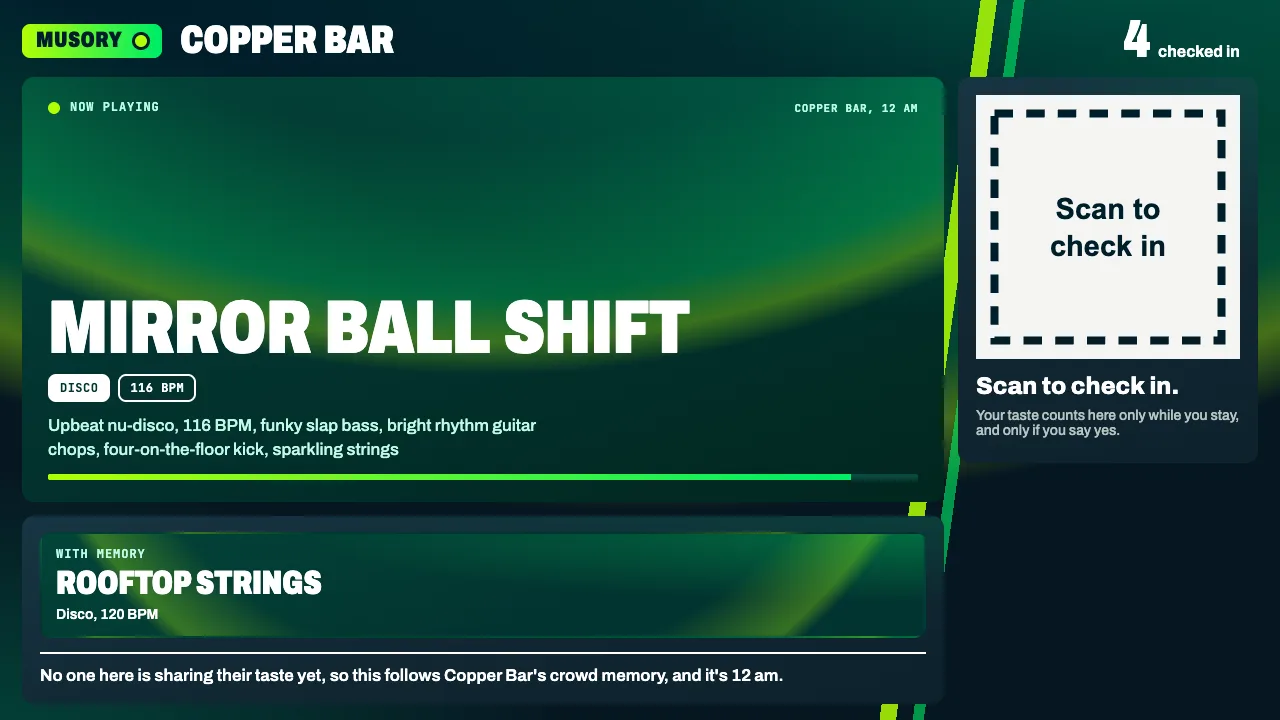 MUSORY
COPPER BAR
4 checked in
NOW PLAYING
COPPER BAR, 12 AM
MIRROR BALL SHIFT
DISCO
116 BPM
Upbeat nu-disco, 116 BPM, funky slap bass, bright rhythm guitar
chops, four-on-the-floor kick, sparkling strings
Scan to
check in
Scan to check in.
Your taste counts here only while you stay,
and only if you say yes.
WITH MEMORY
ROOFTOP STRINGS
Disco, 120 BPM
No one here is sharing their taste yet, so this follows Copper Bar's crowd memory, and it's 12 am.